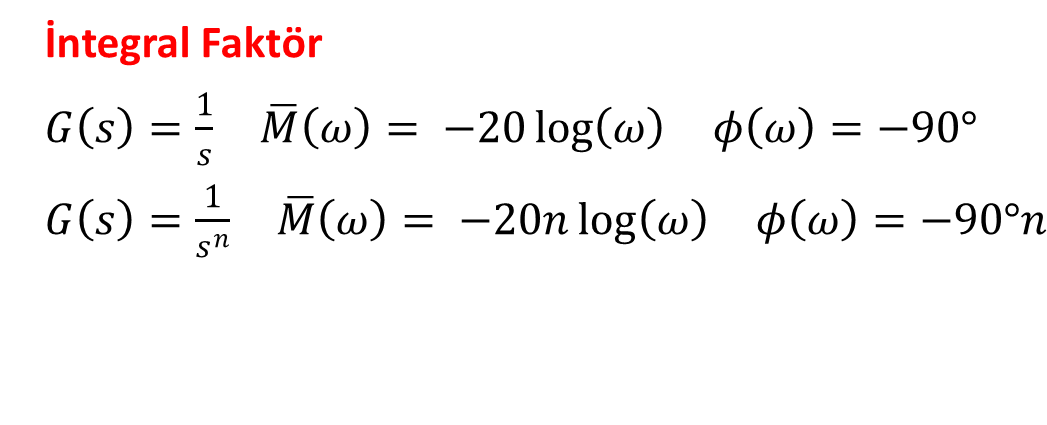 İntegral Faktör
G(s) = 1/s M̅(ω) = −20 log(ω) ϕ(ω) = −90°
G(s) = 1/sⁿ M̅(ω) = −20n log(ω) ϕ(ω) = −90°n